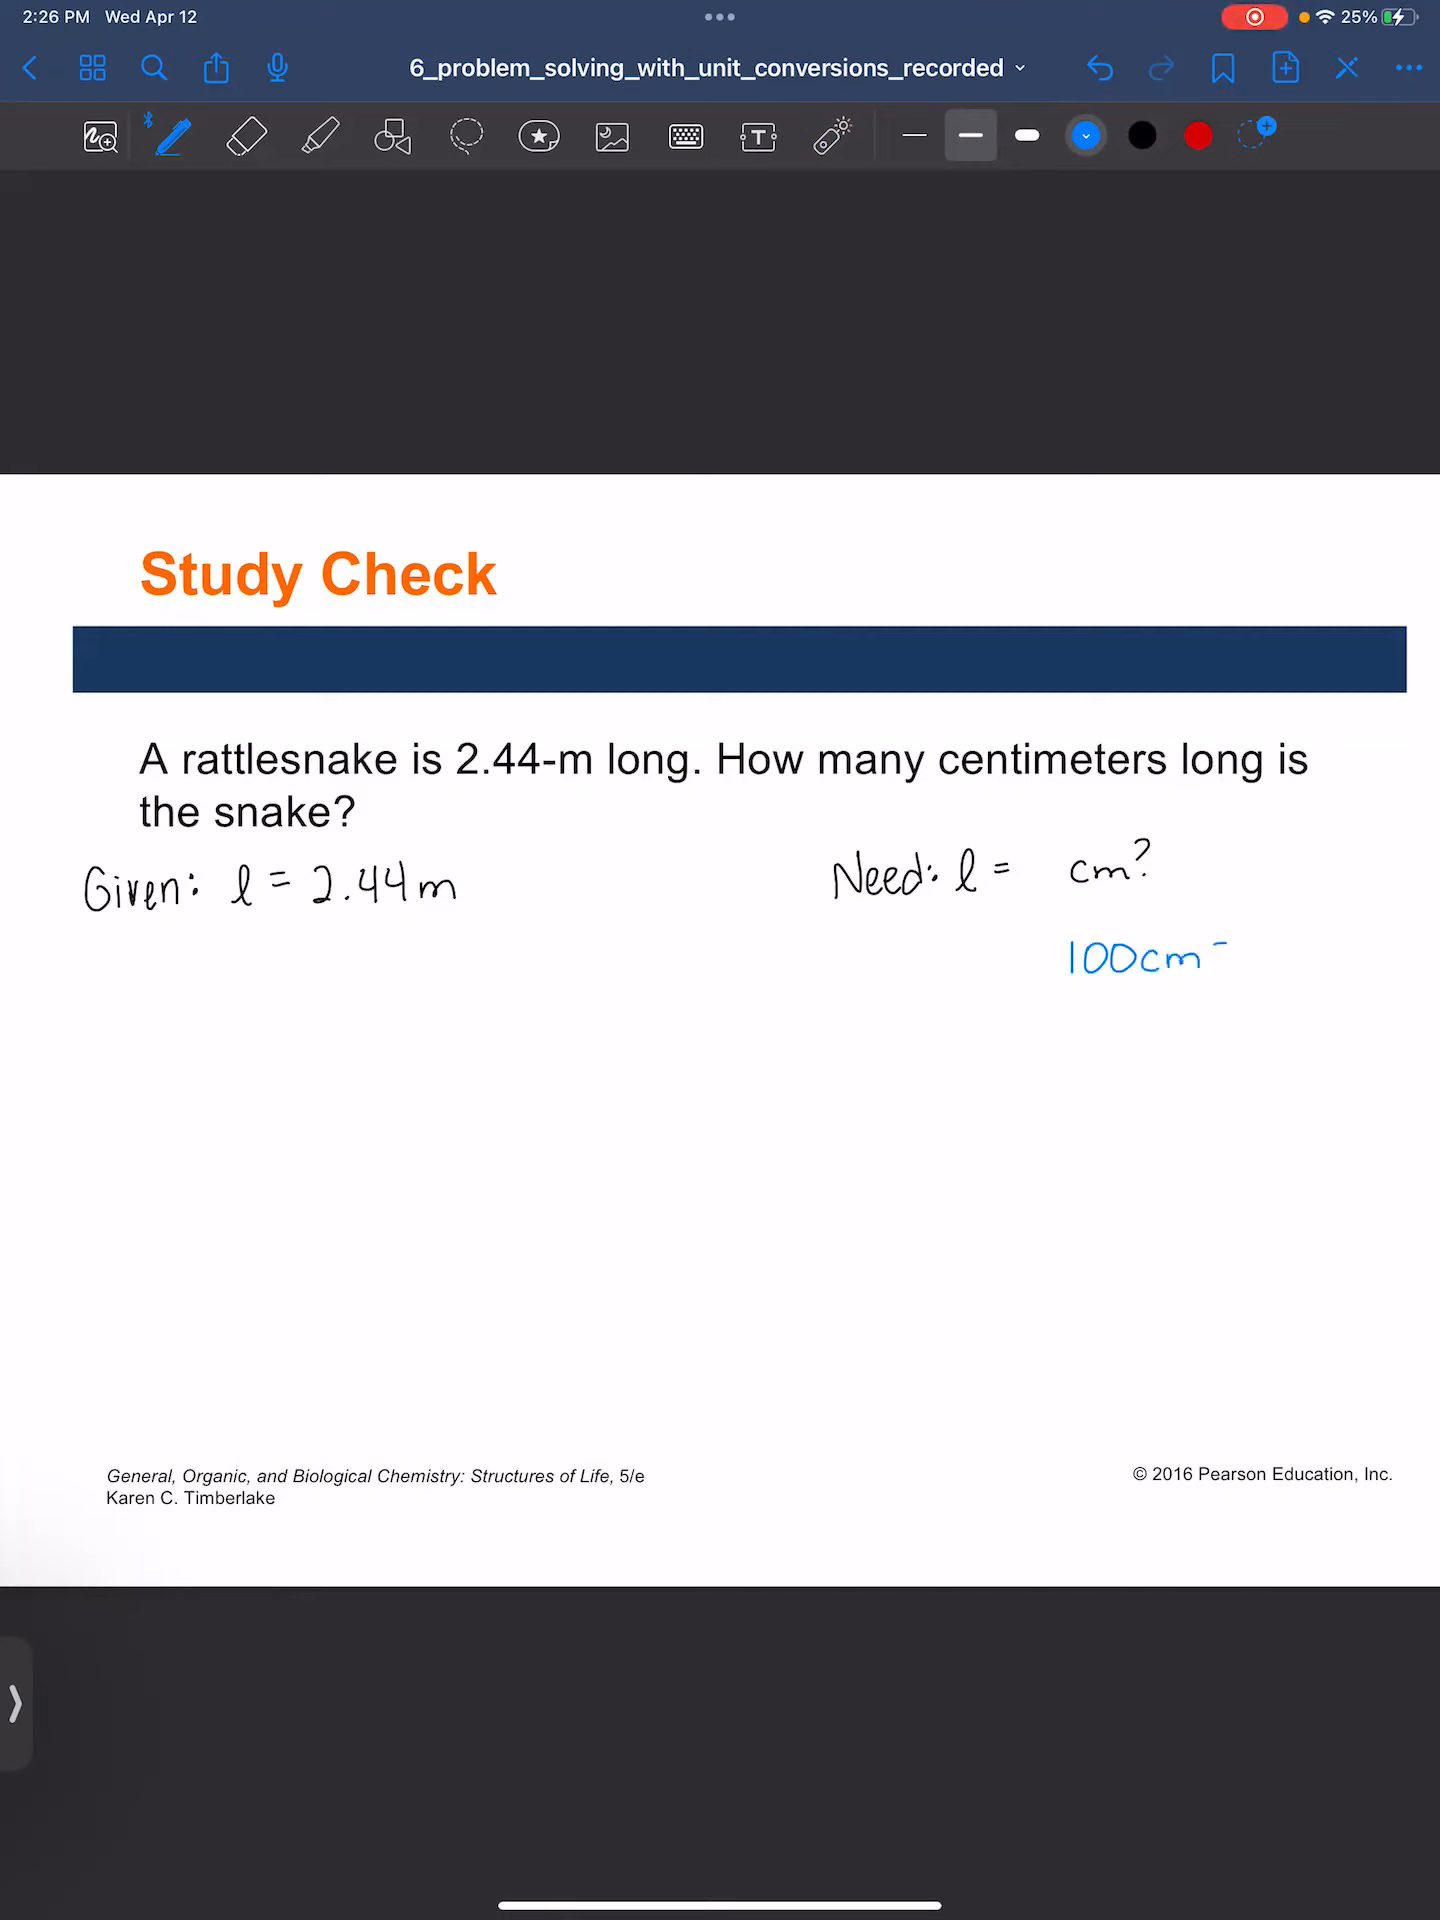 2:26 PM Wed Apr 12
25%
6_problem_solving_with_unit_conversions_recorded
T
Study Check
A rattlesnake is 2.44-m long. How many centimeters long is
the snake?
Given: l = 2.44 m
Need: l = cm?
100cm -
General, Organic, and Biological Chemistry: Structures of Life, 5/e
Karen C. Timberlake
© 2016 Pearson Education, Inc.